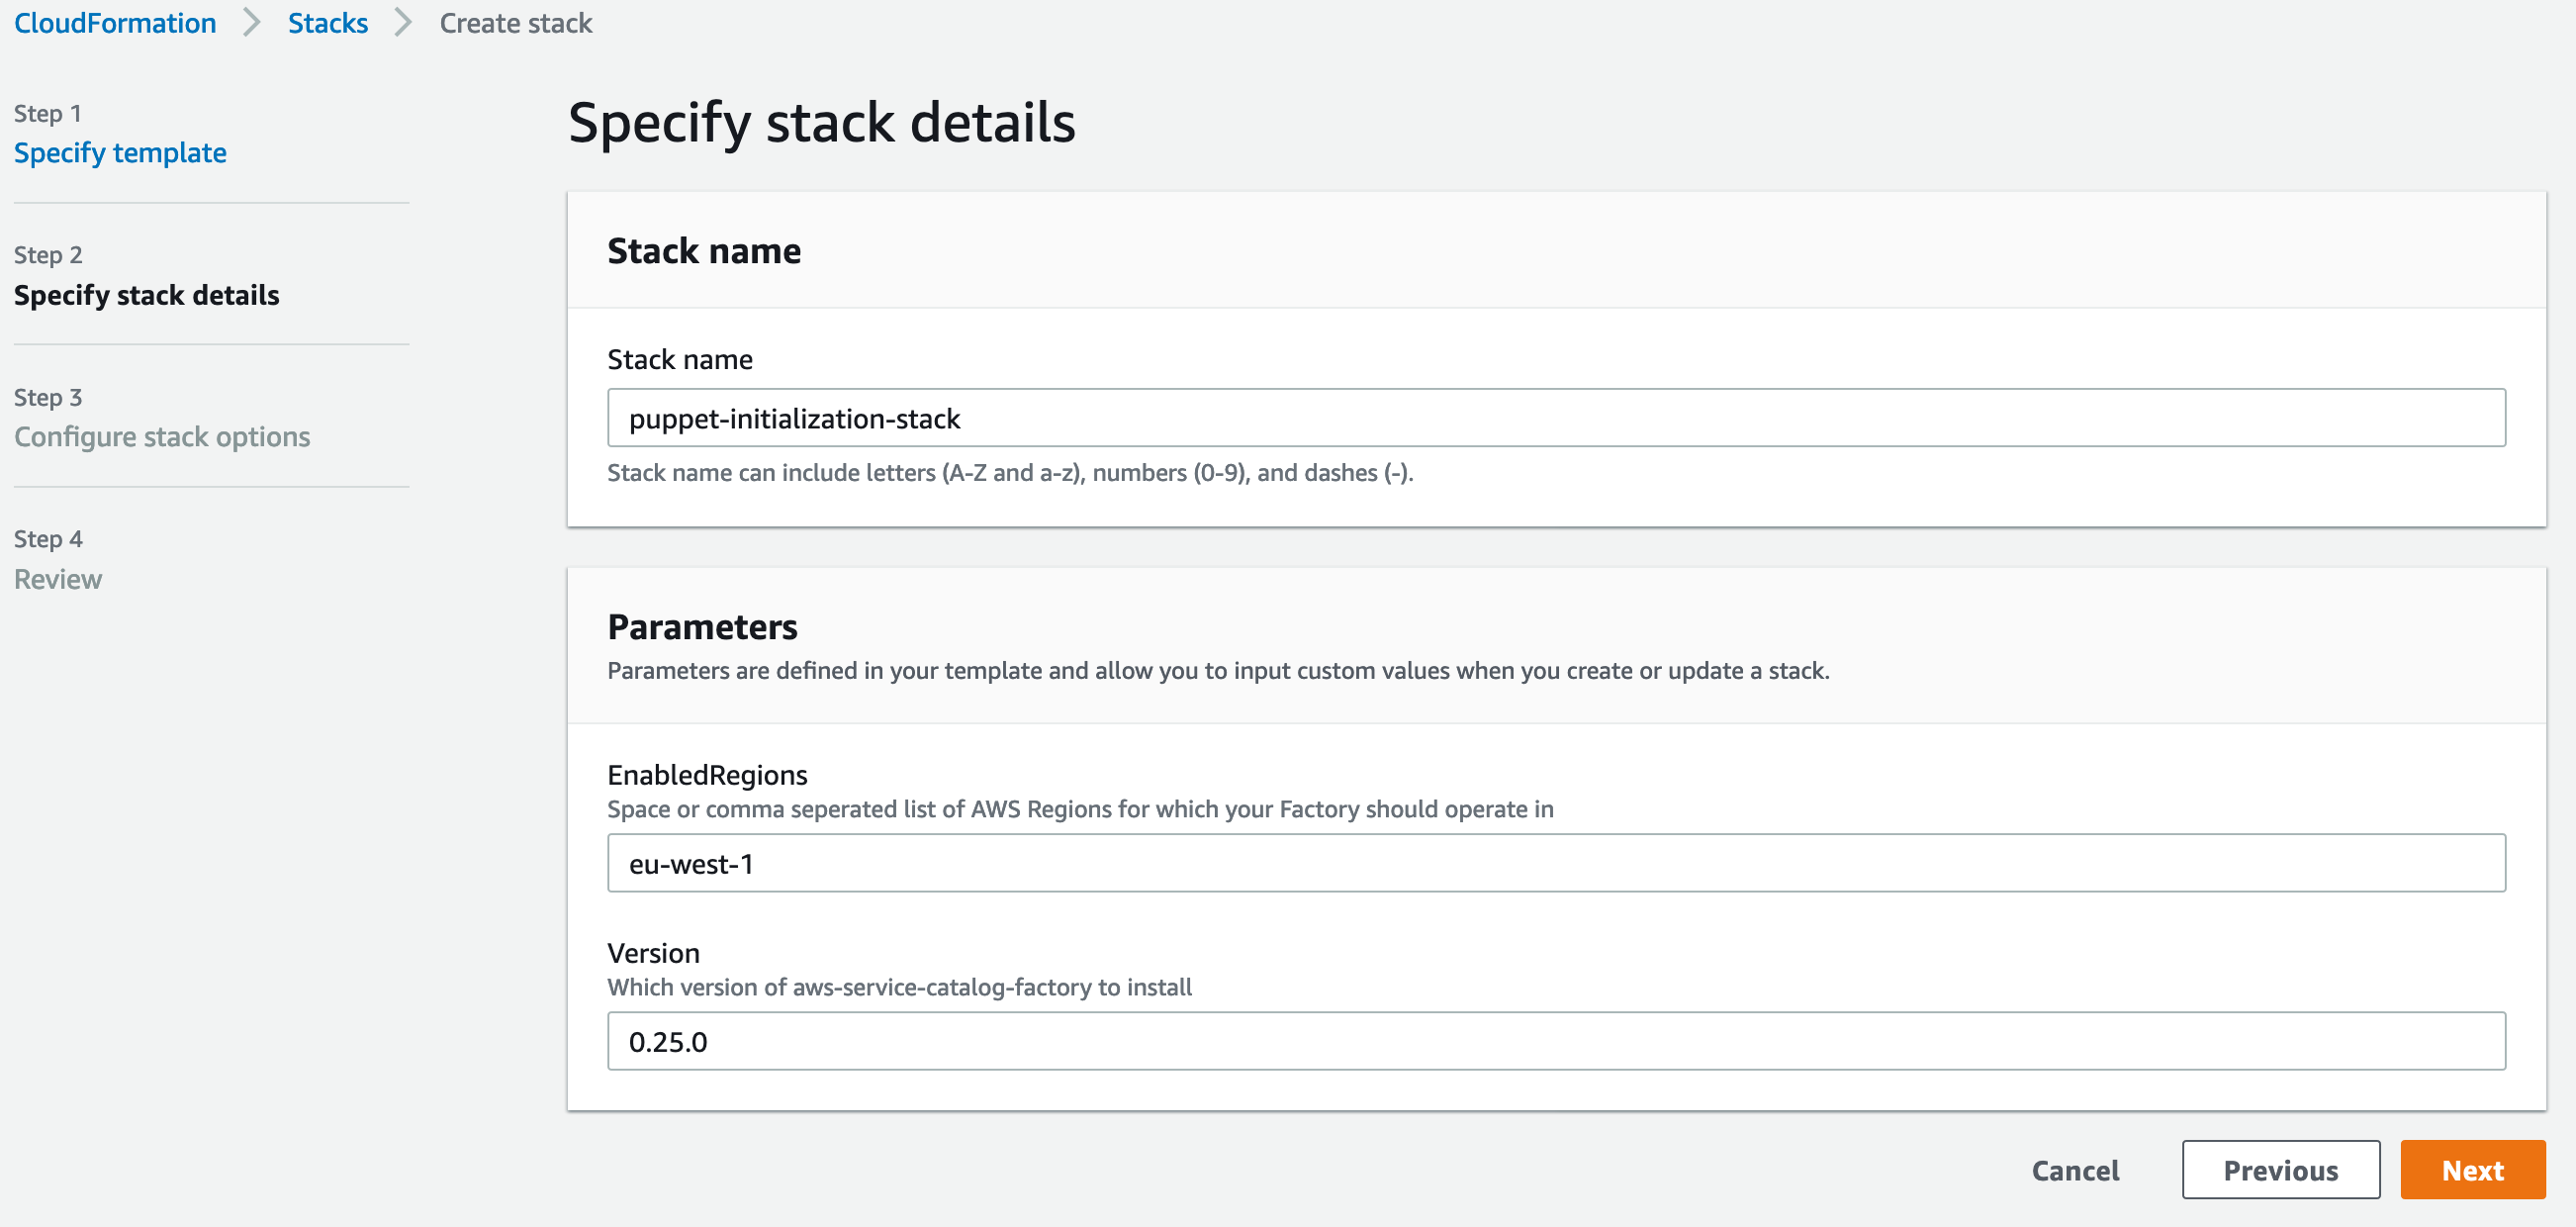 CloudFormation > Stacks > Create stack
Step 1
Specify template
Step 2
Specify stack details
Step 3
Configure stack options
Step 4
Review
Specify stack details
Stack name
Stack name
puppet-initialization-stack
Stack name can include letters (A-Z and a-z), numbers (0-9), and dashes (-).
Parameters
Parameters are defined in your template and allow you to input custom values when you create or update a stack.
EnabledRegions
Space or comma seperated list of AWS Regions for which your Factory should operate in
eu-west-1
Version
Which version of aws-service-catalog-factory to install
0.25.0
Cancel Previous Next